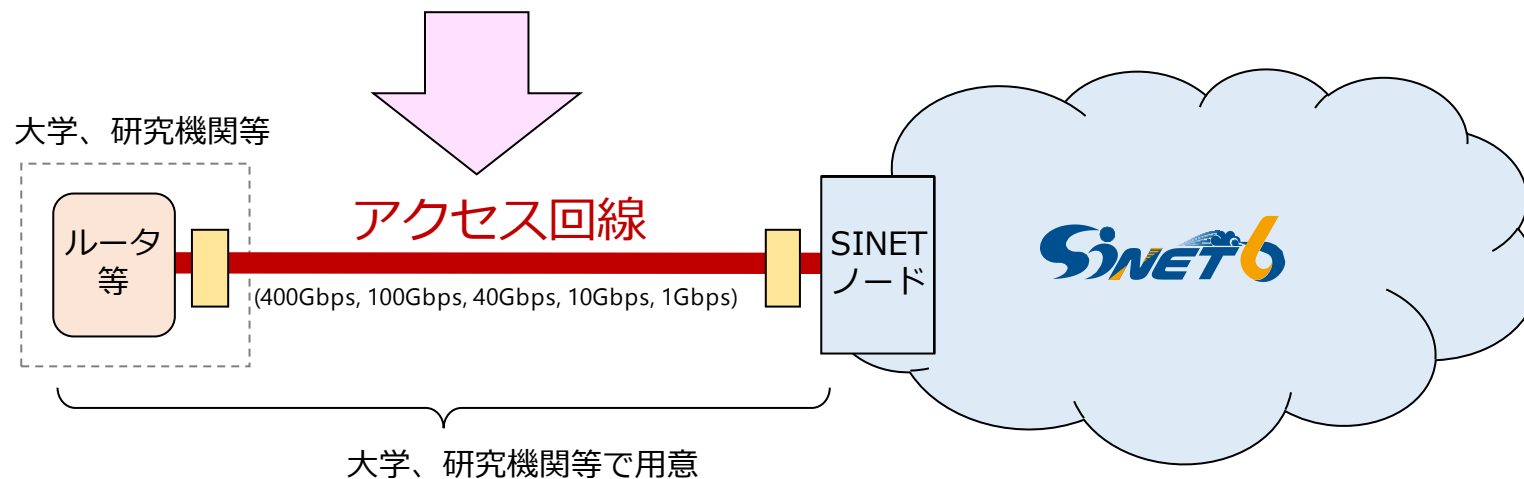 大学、研究機関等
アクセス回線
ルータ
等
(400Gbps, 100Gbps, 40Gbps, 10Gbps, 1Gbps)
SINET
ノード
SiNET6
大学、研究機関等で用意